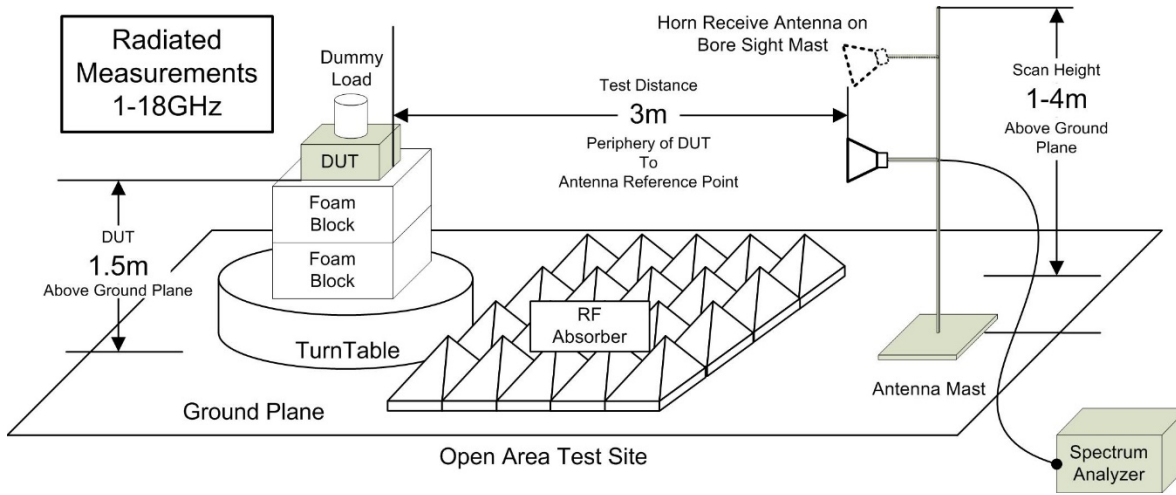 Radiated
Measurements
1-18GHz
Dummy
Load
DUT
Foam
Block
Foam
Block
DUT
1.5m
Above Ground Plane
TurnTable
Ground Plane
Test Distance
3m
Periphery of DUT
To
Antenna Reference Point
Horn Receive Antenna on
Bore Sight Mast
Scan Height
1-4m
Above Ground
Plane
RF
Absorber
Antenna Mast
Open Area Test Site
Spectrum
Analyzer